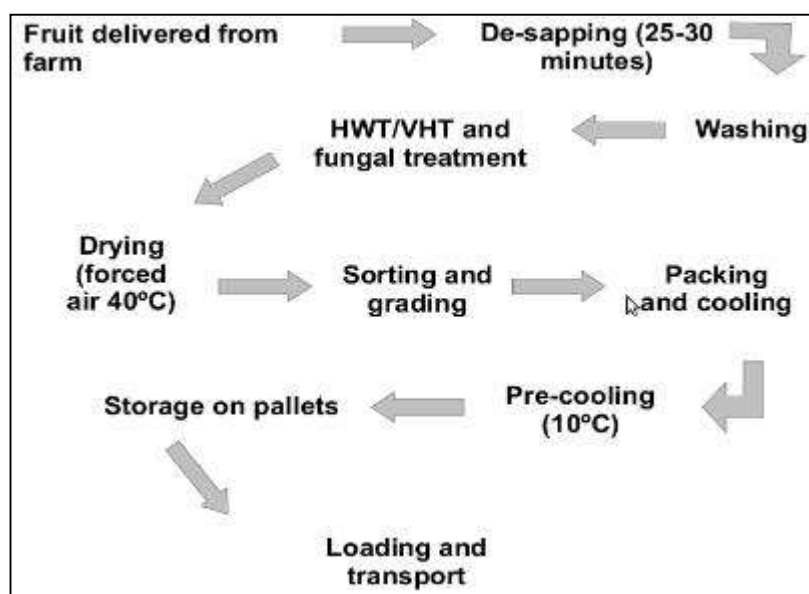 Fruit delivered from
farm
De-sapping (25-30
minutes)
Washing
HWT/VHT and
fungal treatment
Drying
(forced
air 40ºC)
Sorting and
grading
Packing
and cooling
Pre-cooling
(10ºC)
Storage on pallets
Loading and
transport